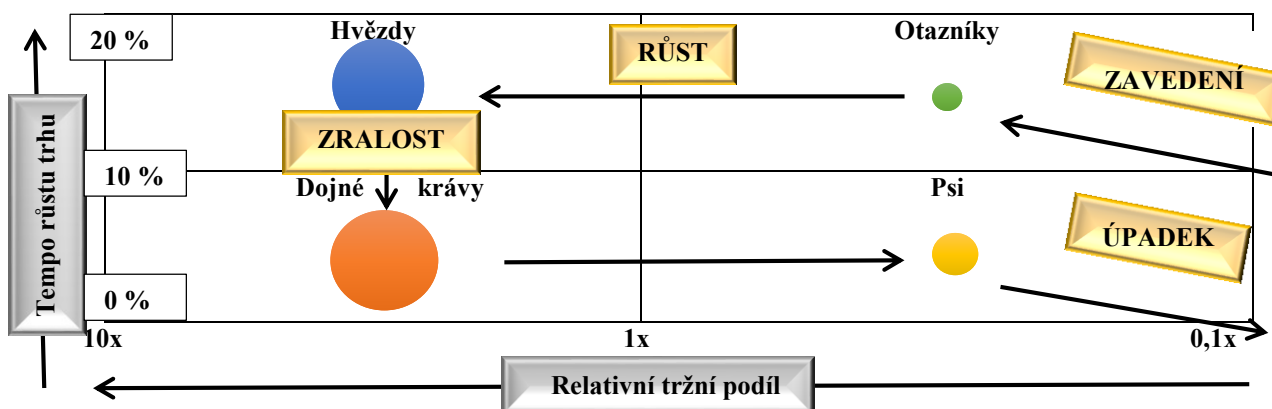 20 %
Hvězdy
RŮST
Otazníky
ZAVEDENÍ
ZRALOST
Tempo růstu trhu
10 %
Dojné krávy
Psi
ÚPADEK
0 %
10x
1x
0,1x
Relativní tržní podíl